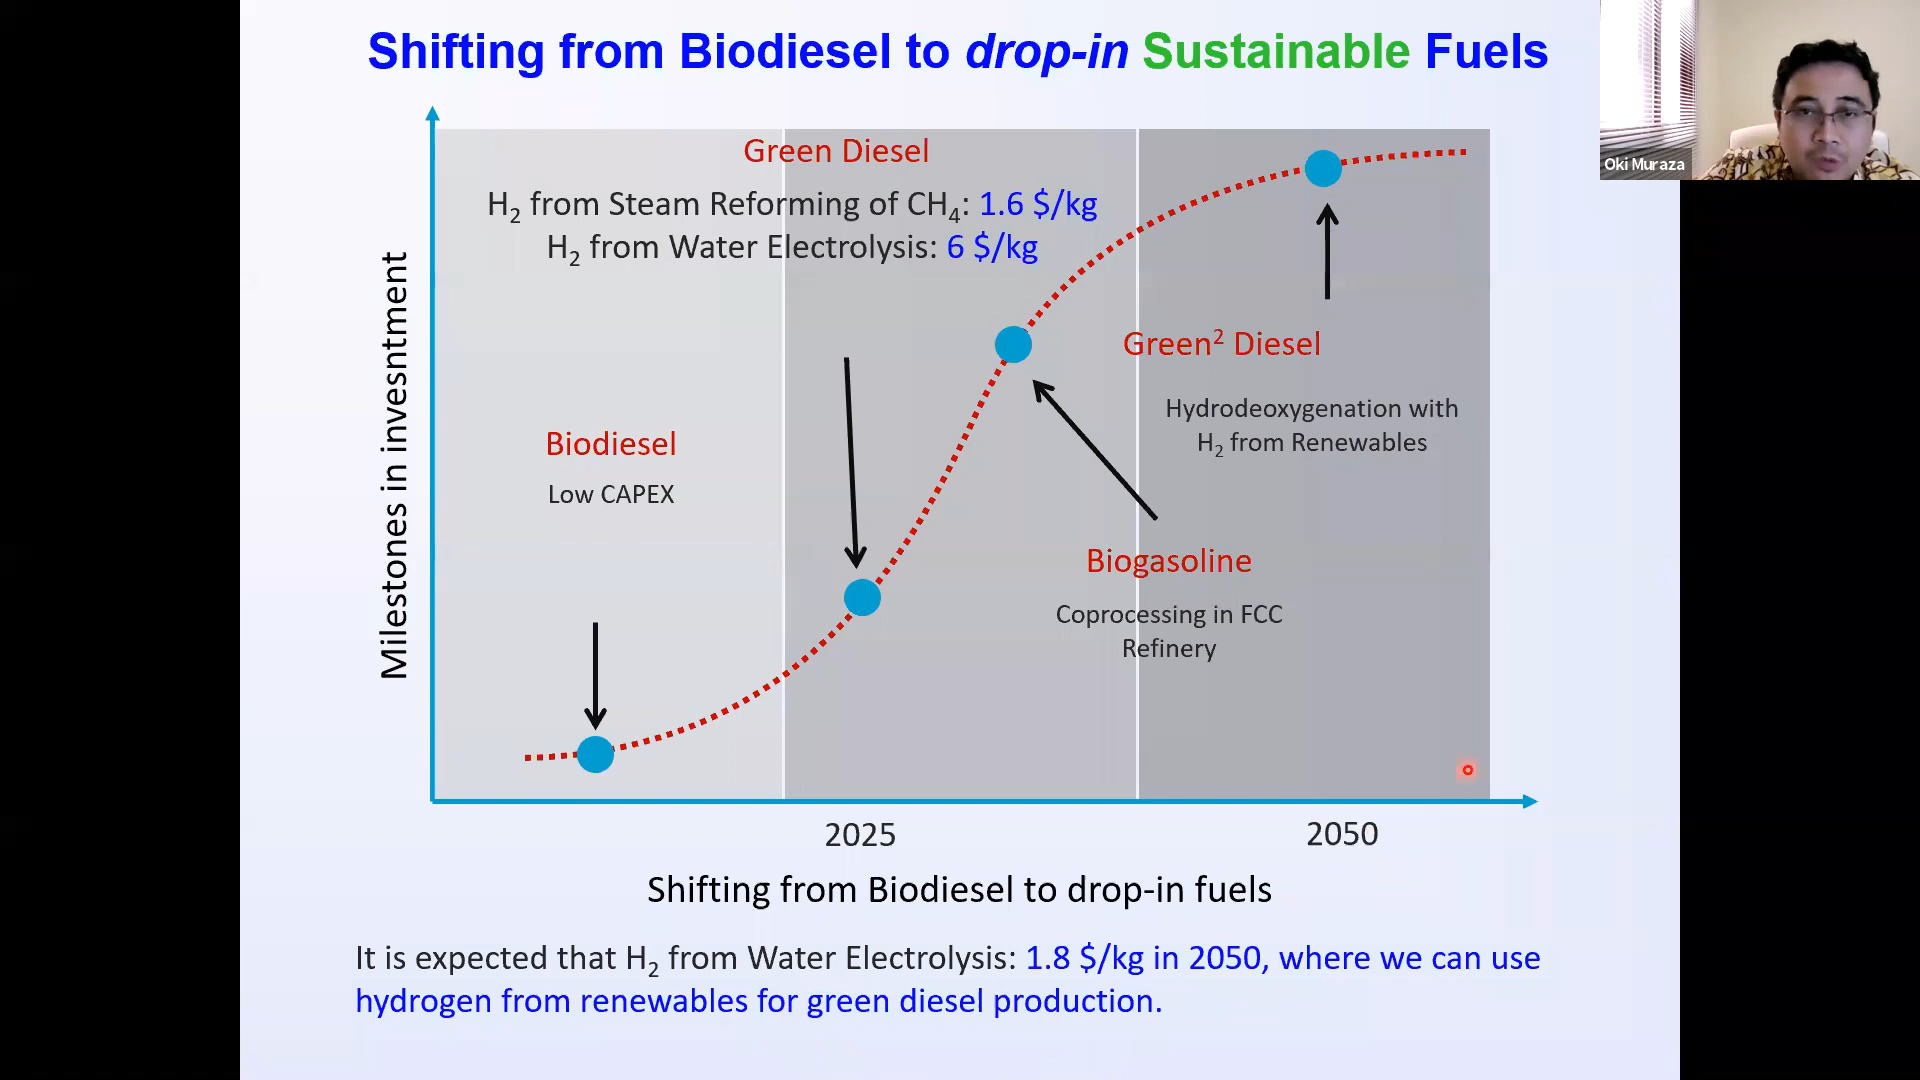 Shifting from Biodiesel to drop-in Sustainable Fuels
Oki Muraza
Green Diesel
H₂ from Steam Reforming of CH₄: 1.6 $/kg
H₂ from Water Electrolysis: 6 $/kg
Milestones in invesntment
Green² Diesel
Hydrodeoxygenation with
H₂ from Renewables
Biodiesel
Low CAPEX
Biogasoline
Coprocessing in FCC
Refinery
2025
2050
Shifting from Biodiesel to drop-in fuels
It is expected that H₂ from Water Electrolysis: 1.8 $/kg in 2050, where we can use
hydrogen from renewables for green diesel production.